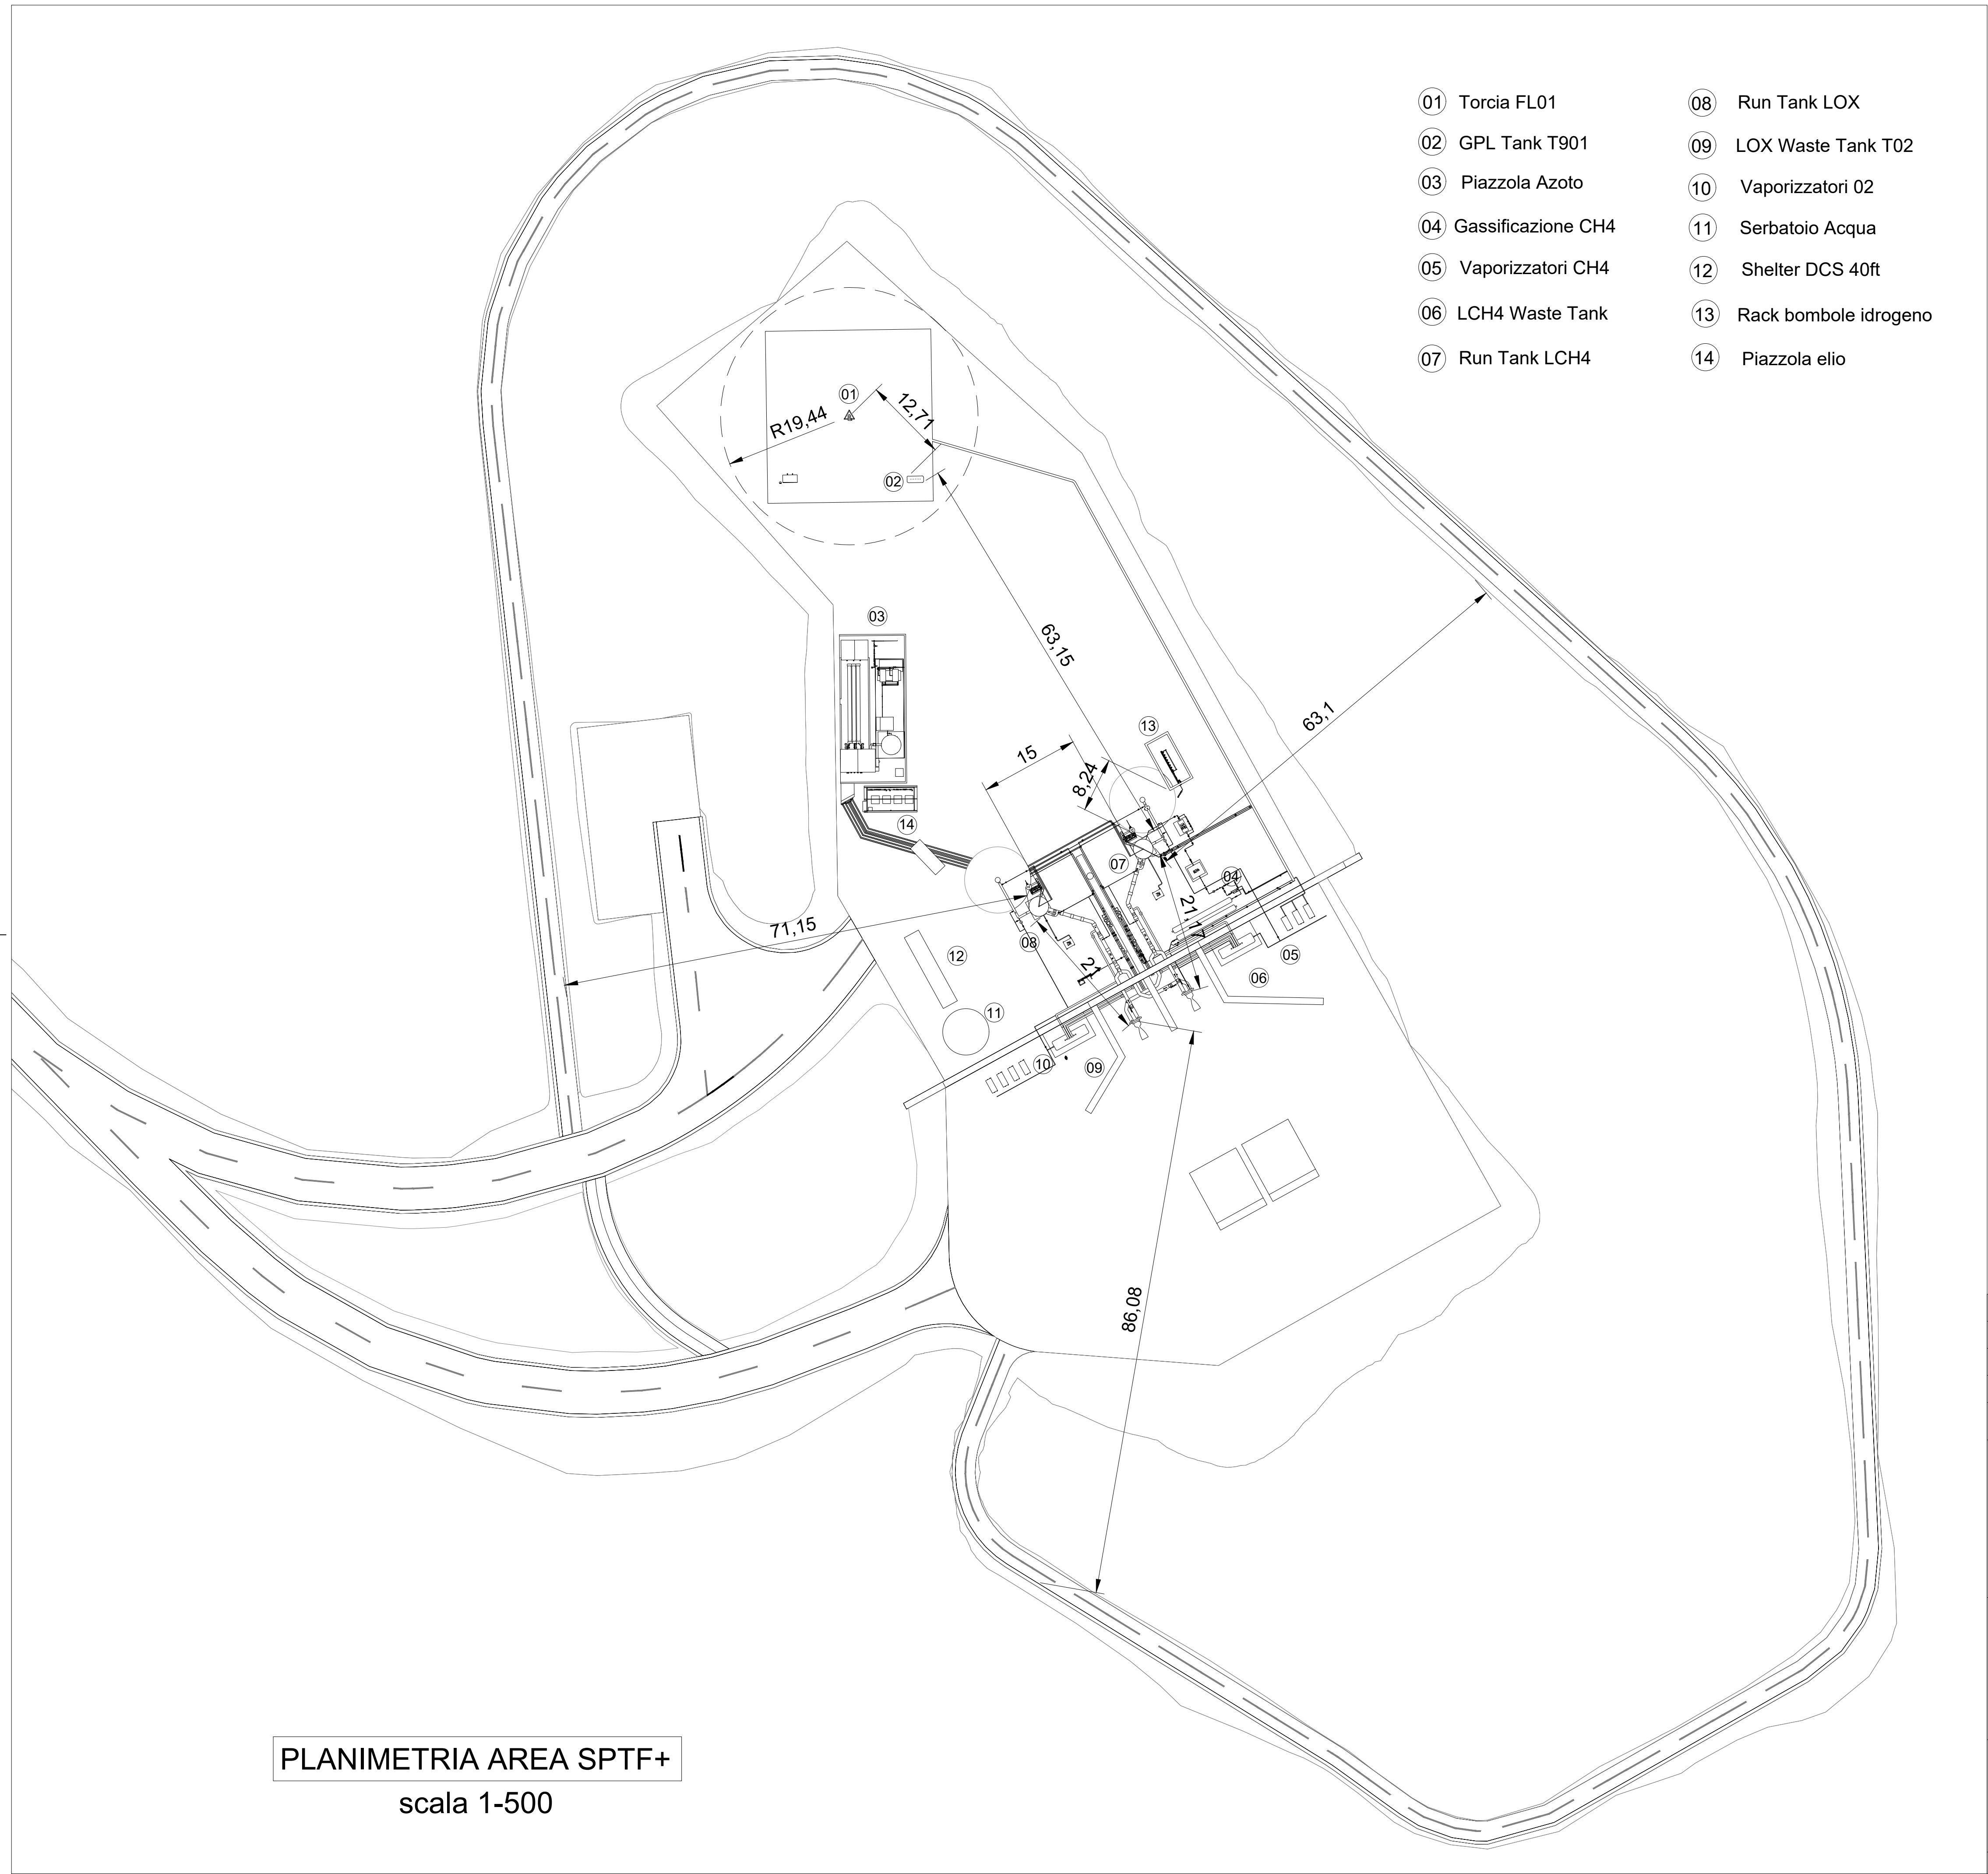 01 Torcia FL01
02 GPL Tank T901
03 Piazzola Azoto
04 Gassificazione CH4
05 Vaporizzatori CH4
06 LCH4 Waste Tank
07 Run Tank LCH4
08 Run Tank LOX
09 LOX Waste Tank T02
10 Vaporizzatori 02
11 Serbatoio Acqua
12 Shelter DCS 40ft
13 Rack bombole idrogeno
14 Piazzola elio
01
R19,44
12,71
02
03
63,15
63,1
13
15
8,24
14
07
04
71,15
08
21
21,17
12
05
06
11
10
09
86,08
PLANIMETRIA AREA SPTF+
scala 1-500